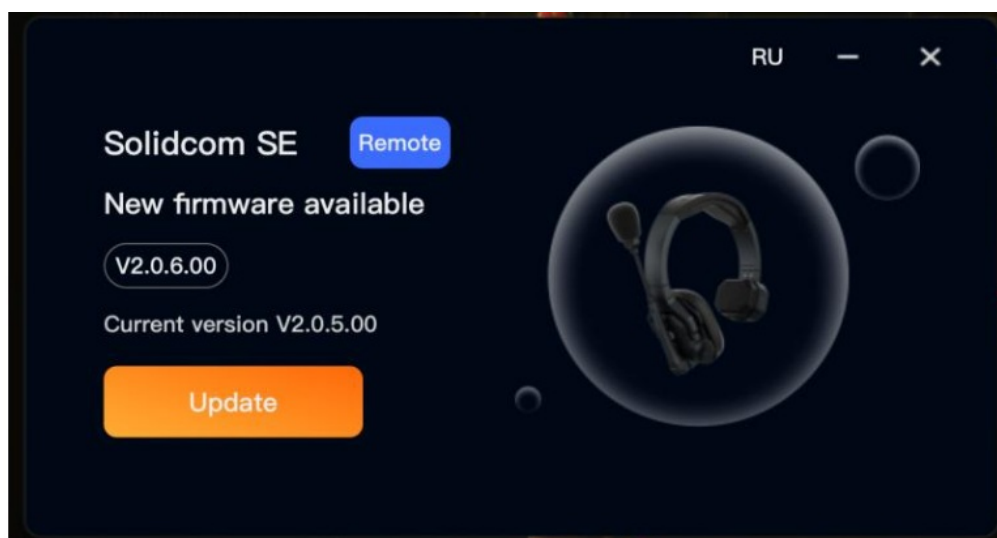 RU
Solidcom SE
Remote
New firmware available
V2.0.6.00
Current version V2.0.5.00
Update